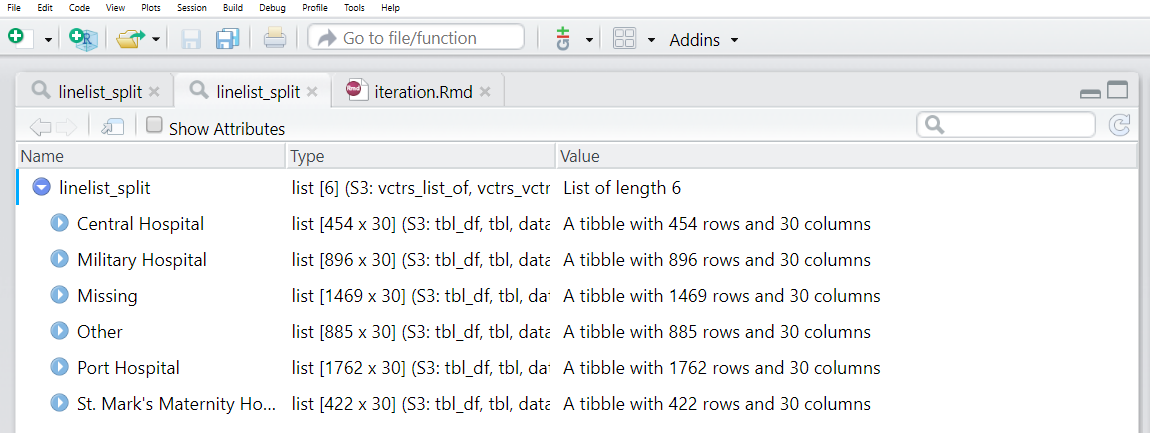 File Edit Code View Plots Session Build Debug Profile Tools Help
Go to file/function Git Addins
linelist_split linelist_split Rmd iteration.Rmd
Show Attributes
Name Type Value
linelist_split list [6] (S3: vctrs_list_of, vctrs_vctr List of length 6
Central Hospital list [454 x 30] (S3: tbl_df, tbl, data A tibble with 454 rows and 30 columns
Military Hospital list [896 x 30] (S3: tbl_df, tbl, data A tibble with 896 rows and 30 columns
Missing list [1469 x 30] (S3: tbl_df, tbl, dat A tibble with 1469 rows and 30 columns
Other list [885 x 30] (S3: tbl_df, tbl, data A tibble with 885 rows and 30 columns
Port Hospital list [1762 x 30] (S3: tbl_df, tbl, dat A tibble with 1762 rows and 30 columns
St. Mark's Maternity Ho... list [422 x 30] (S3: tbl_df, tbl, data A tibble with 422 rows and 30 columns